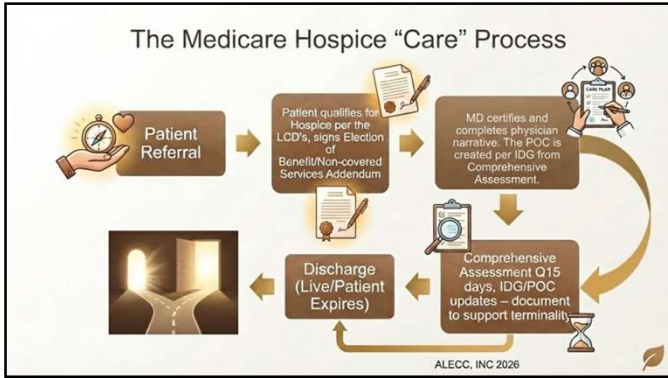 The Medicare Hospice “Care” Process
Patient
Referral
Patient qualifies for
Hospice per the
LCD's, signs Election
of
Benefit/Non-covered
Services Addendum
MD certifies and
completes physician
narrative. The POC is
created per IDG from
Comprehensive
Assessment.
CARE PLAN
Comprehensive
Assessment Q15
days, IDG/POC
updates – document
to support terminality
Discharge
(Live/Patient
Expires)
ALECC, INC 2026